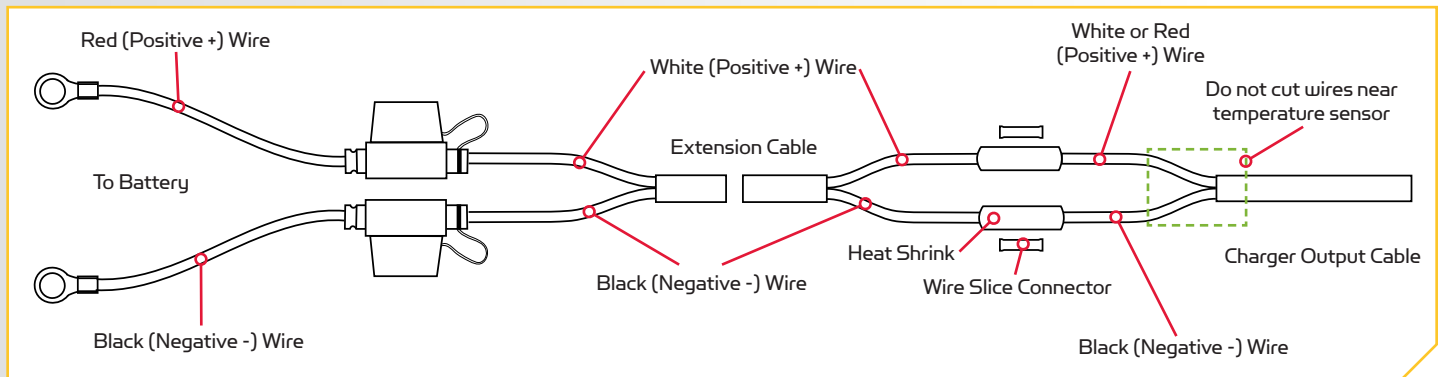 Red (Positive +) Wire
White (Positive +) Wire
White or Red
(Positive +) Wire
Do not cut wires near
temperature sensor
Extension Cable
To Battery
Heat Shrink
Charger Output Cable
Black (Negative -) Wire
Wire Slice Connector
Black (Negative -) Wire
Black (Negative -) Wire